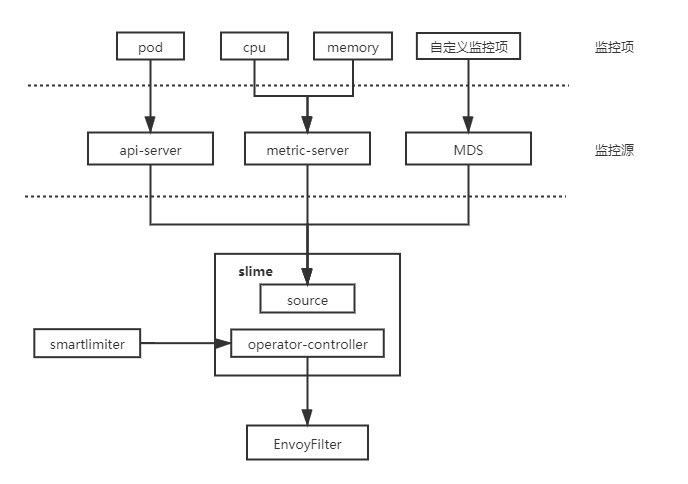 pod
cpu
memory
自定义监控项
监控项
api-server
metric-server
MDS
监控源
slime
source
smartlimiter
operator-controller
EnvoyFilter